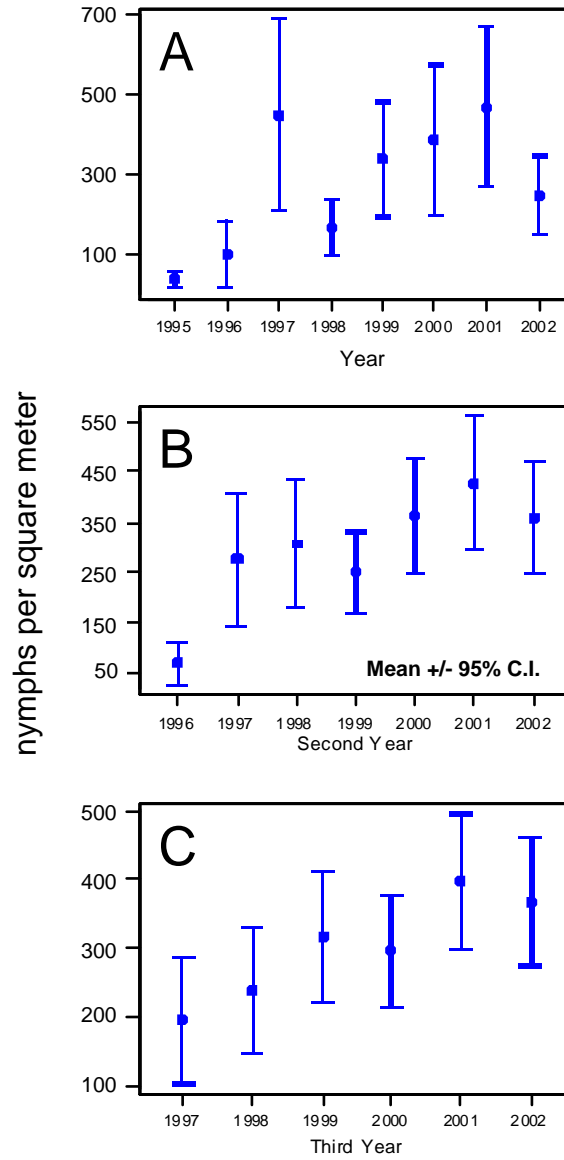 nymphs per square meter
A
700
500
300
100
1995 1996 1997 1998 1999 2000 2001 2002
Year
B
550
450
350
250
150
50
Mean +/- 95% C.I.
1996 1997 1998 1999 2000 2001 2002
Second Year
C
500
400
300
200
100
1997 1998 1999 2000 2001 2002
Third Year